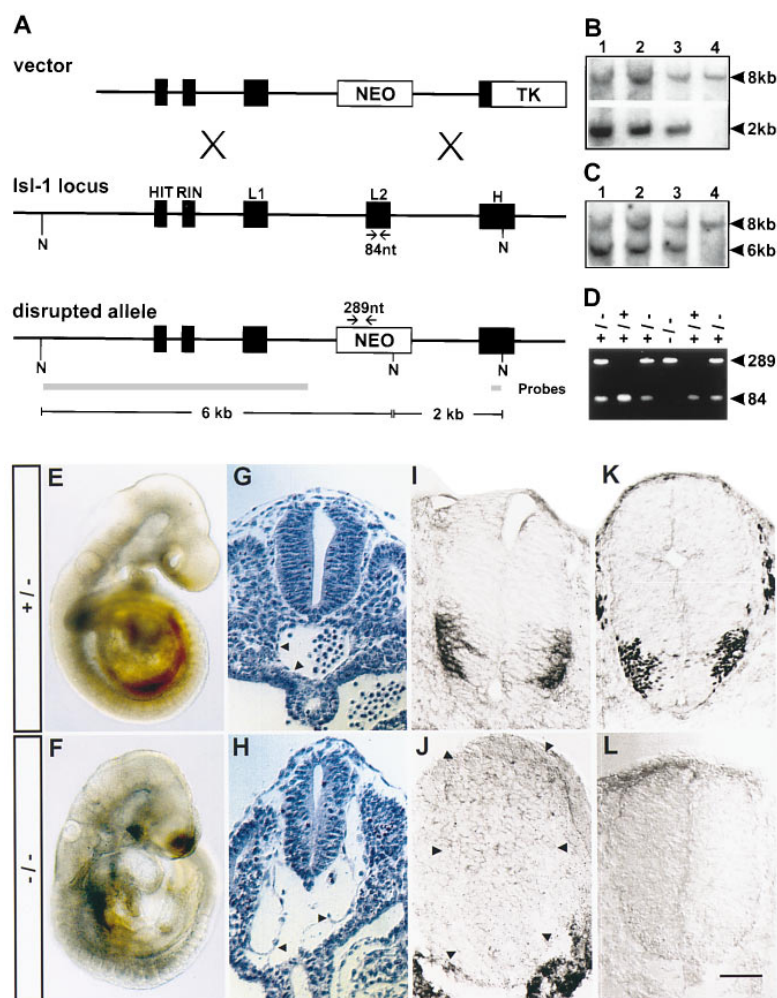 A
vector
NEO
TK
Isl-1 locus
HIT RIN L1 L2 H
N N
84nt
disrupted allele
289nt
NEO
N N N
Probes
6 kb 2 kb
B
1 2 3 4
8kb
2kb
C
1 2 3 4
8kb
6kb
D
+/- +/+ +/- -/- +/+ +/-
289
84
+/-
E G I K
-/-
F H J L